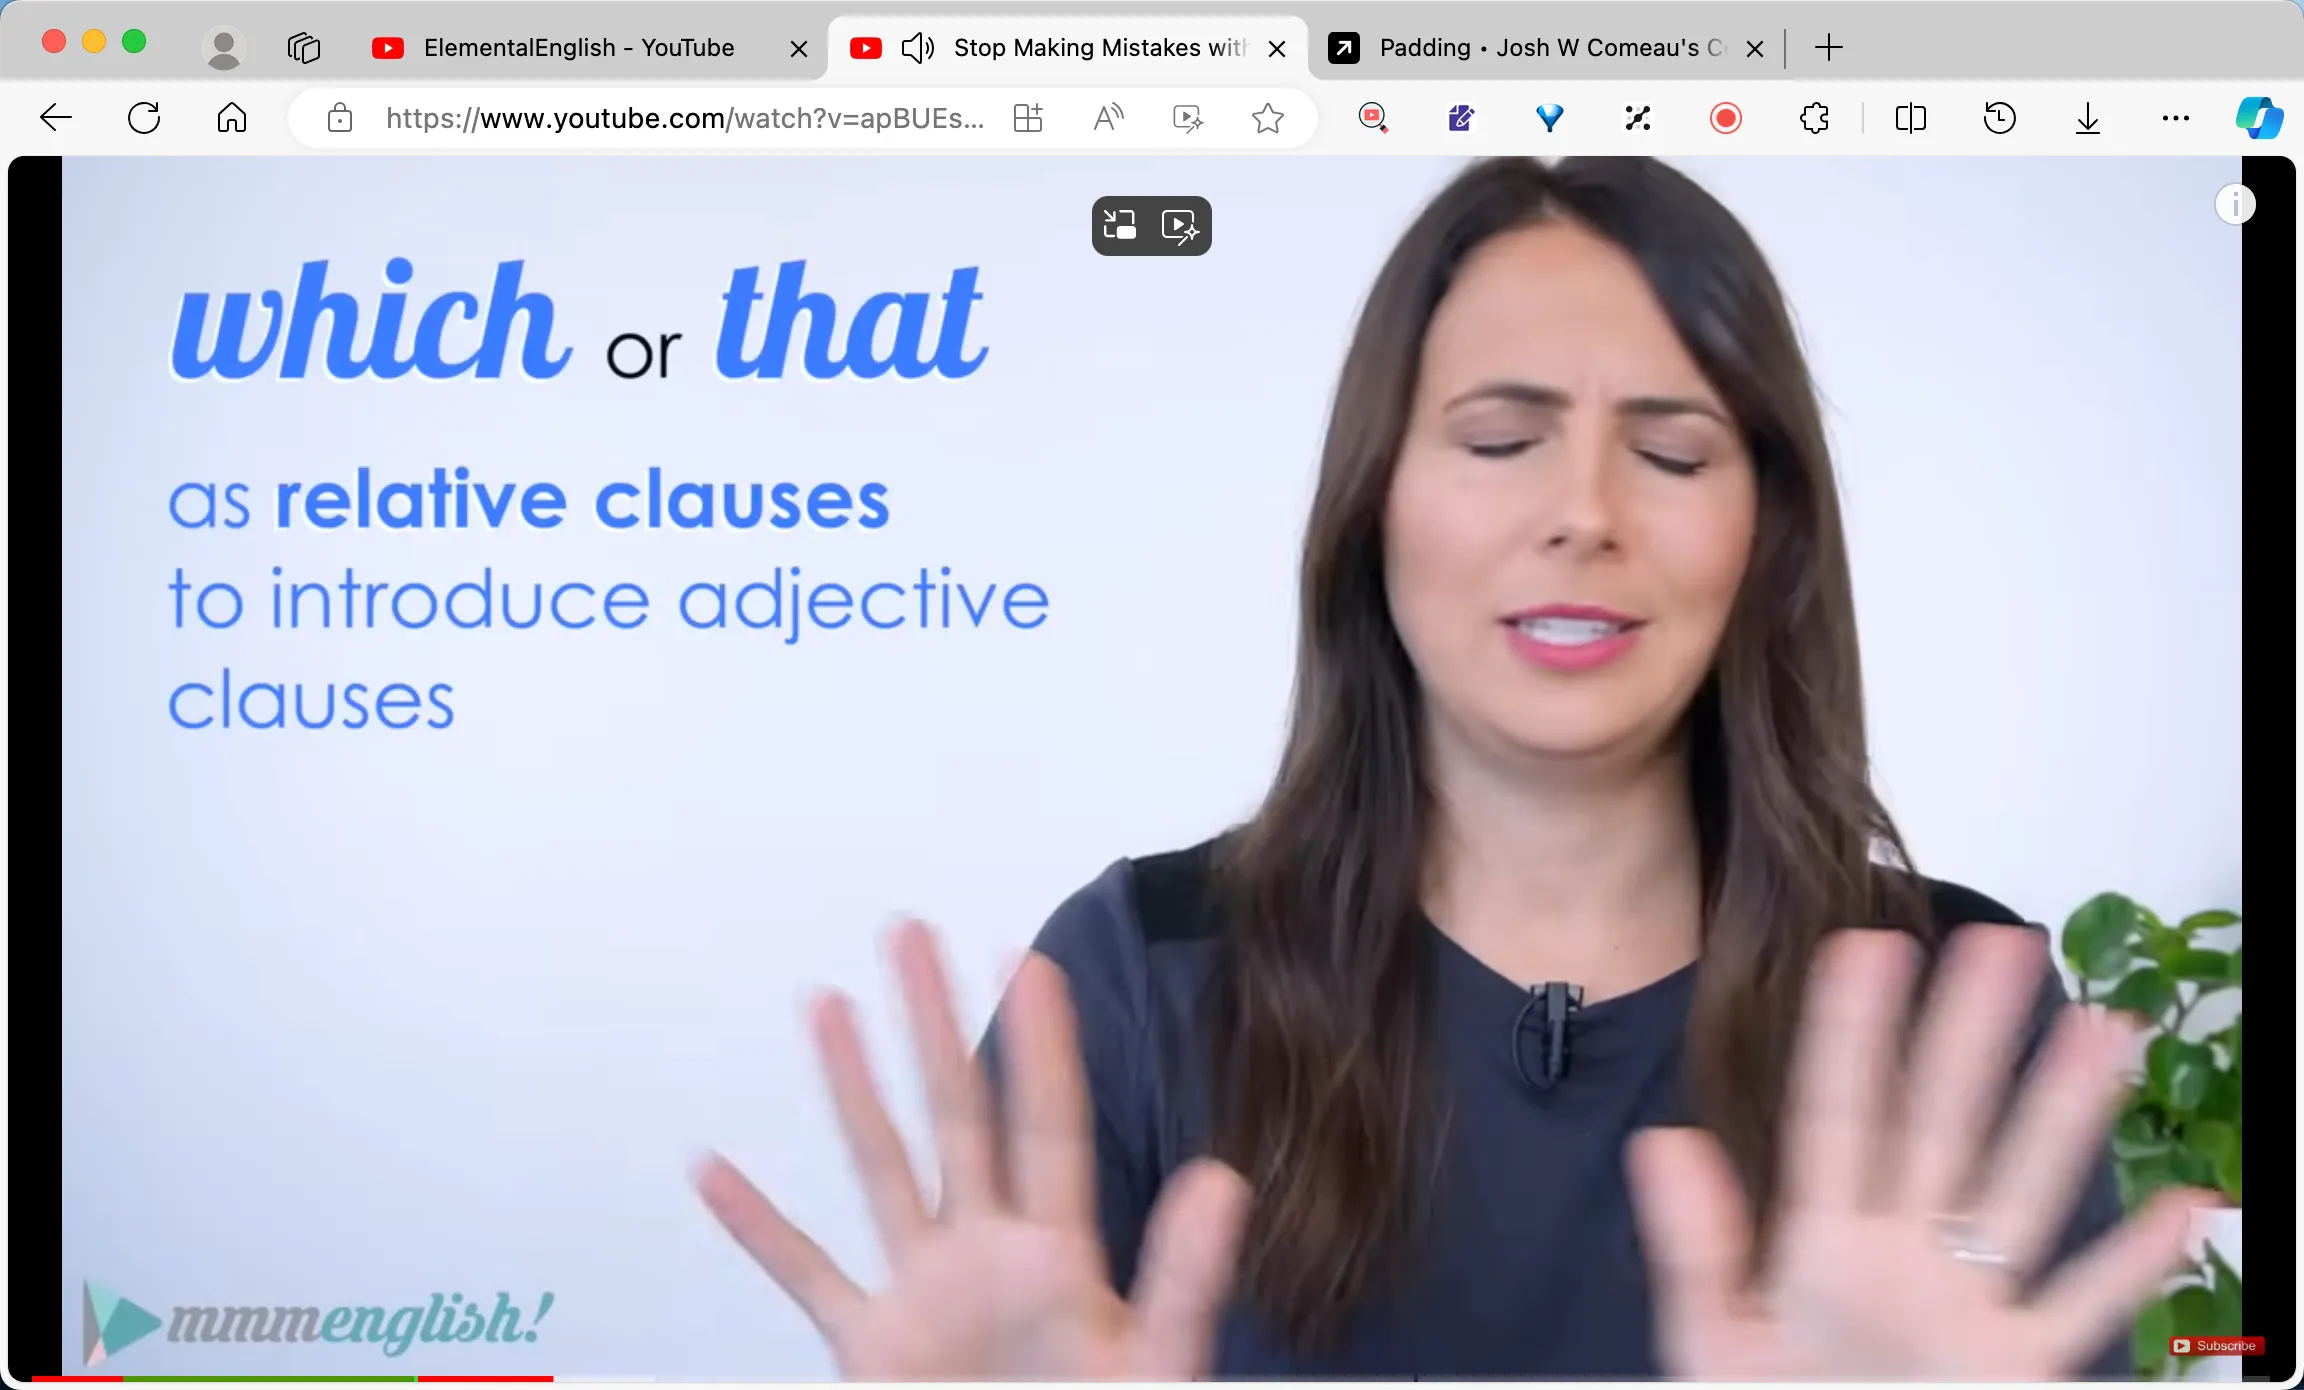 ElementalEnglish - YouTube
Stop Making Mistakes with
Padding • Josh W Comeau's C
https://www.youtube.com/watch?v=apBUEs...
which or that
as relative clauses
to introduce adjective
clauses
mmmenglish!
Subscribe